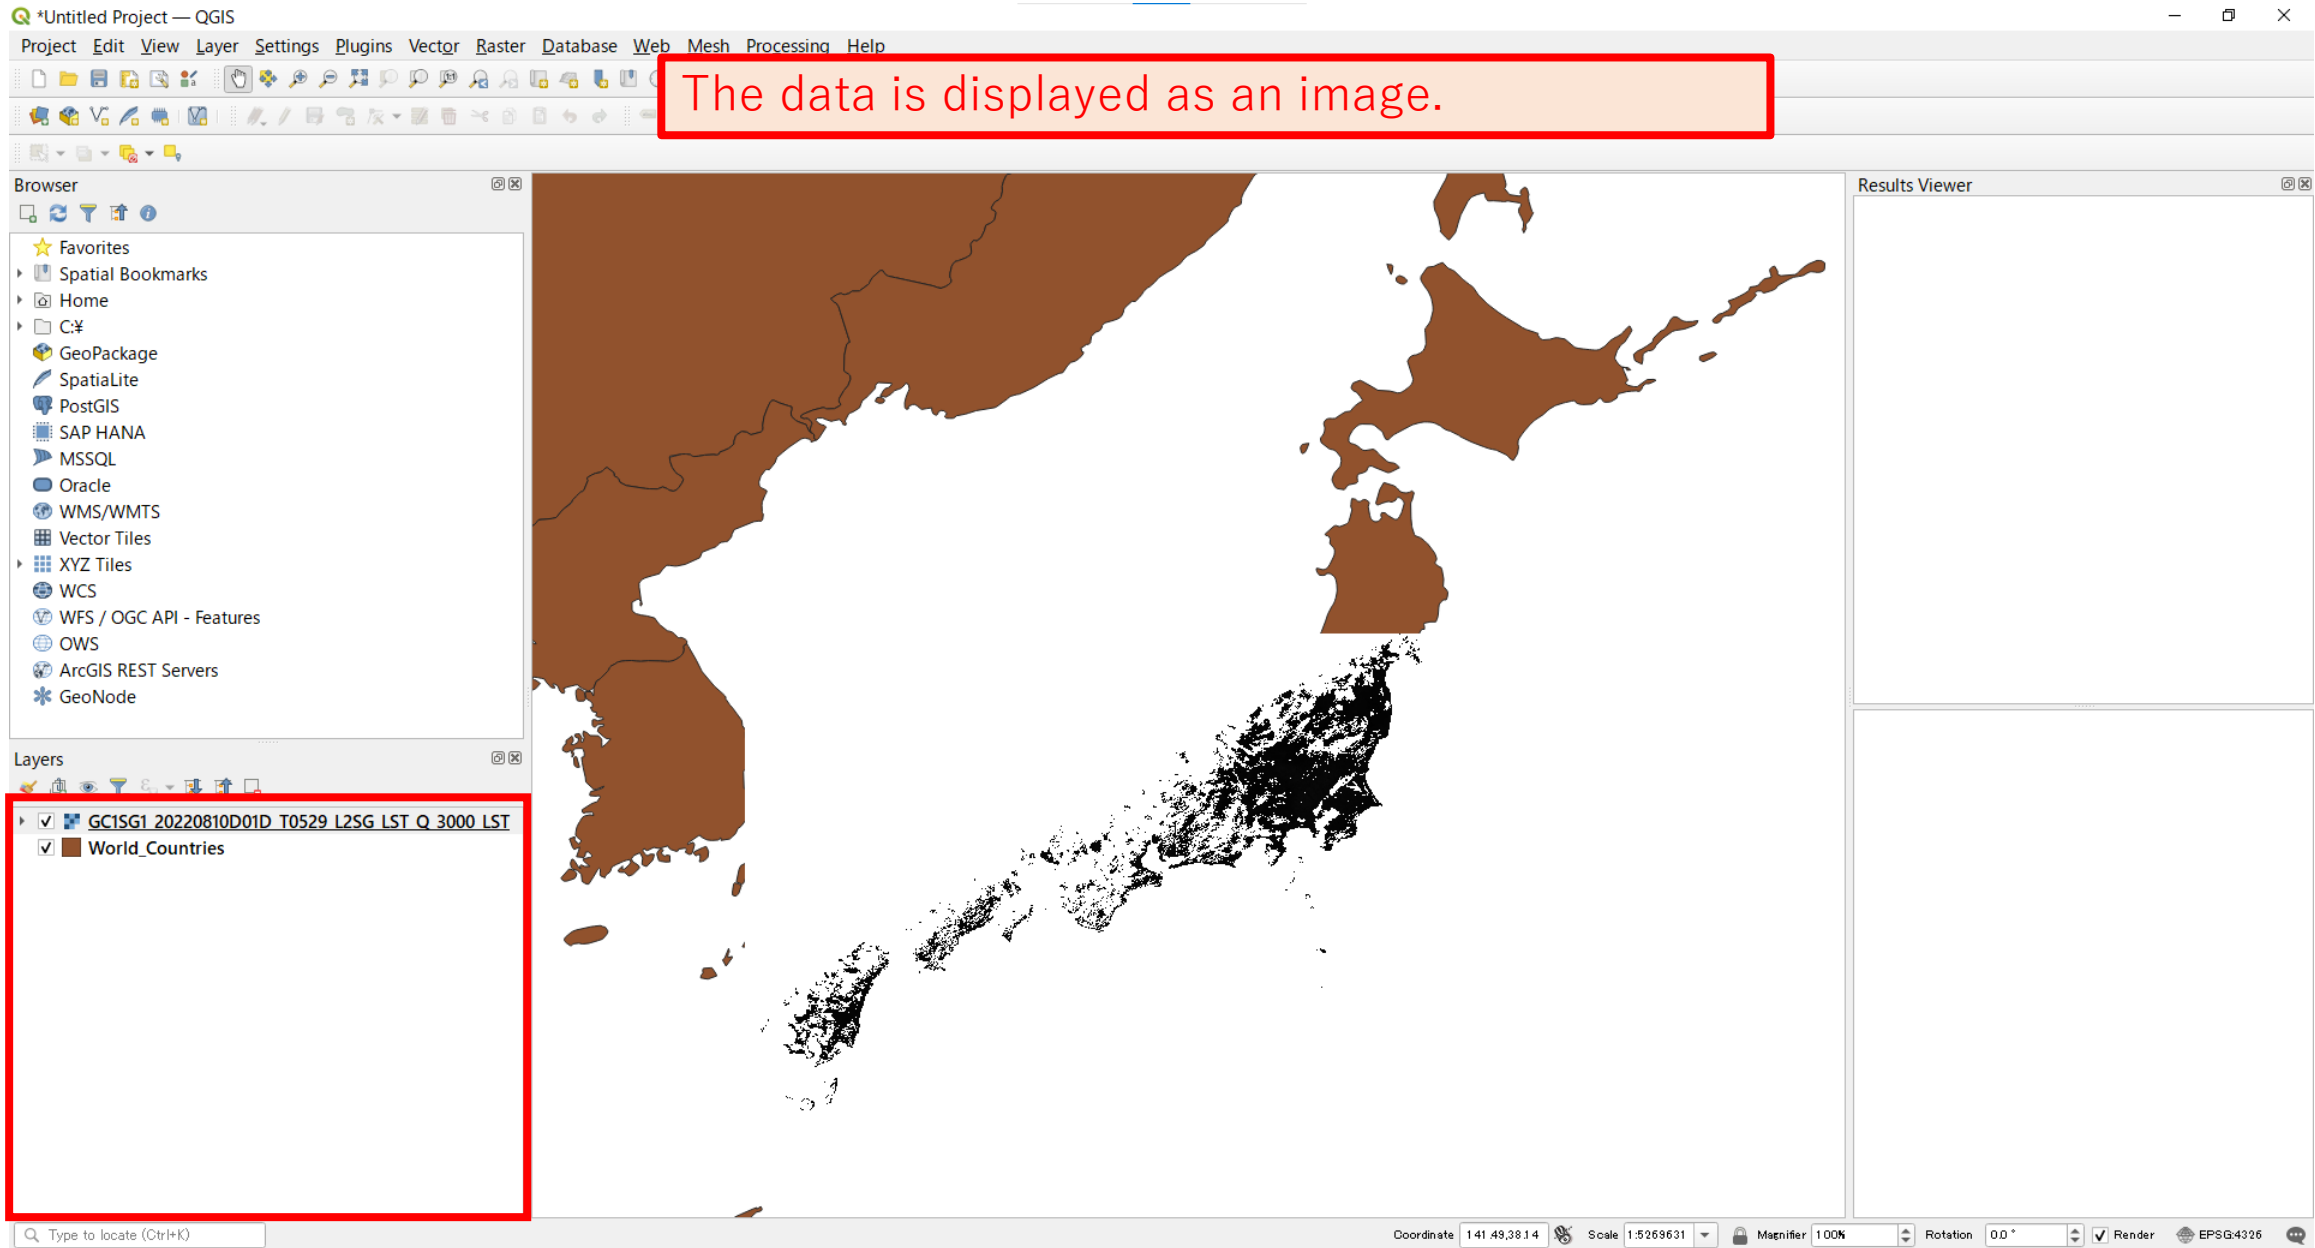 *Untitled Project — QGIS
Project Edit View Layer Settings Plugins Vector Raster Database Web Mesh Processing Help
The data is displayed as an image.
Browser
Favorites
Spatial Bookmarks
Home
C:¥
GeoPackage
SpatiaLite
PostGIS
SAP HANA
MSSQL
Oracle
WMS/WMTS
Vector Tiles
XYZ Tiles
WCS
WFS / OGC API - Features
OWS
ArcGIS REST Servers
GeoNode
Layers
GC1SG1_20220810D01D_T0529_L2SG_LST_Q_3000_LST
World_Countries
Results Viewer
Type to locate (Ctrl+K)
Coordinate 141.49,38.14 Scale 1:5269631 Magnifier 100% Rotation 0.0 ° Render EPSG:4326